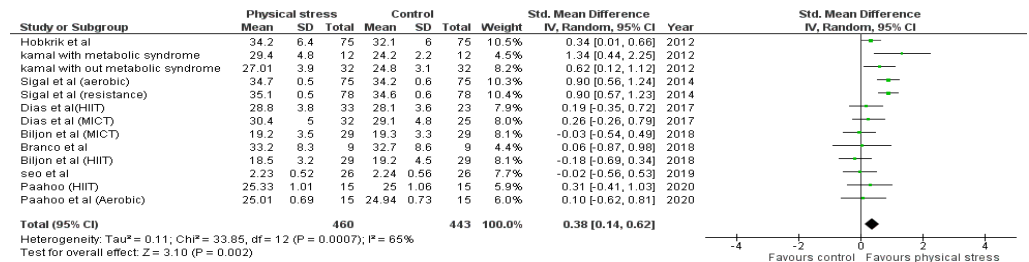 Physical stress Control Std. Mean Difference Std. Mean Difference
Study or Subgroup Mean SD Total Mean SD Total Weight IV, Random, 95% CI Year IV, Random, 95% CI
Hobkrik et al 34.2 6.4 75 32.1 6 75 10.5% 0.34 [0.01, 0.66] 2012
kamal with metabolic syndrome 29.4 4.8 12 24.2 2.2 12 4.3% 1.34 [0.44, 2.25] 2012
kamal with out metabolic syndrome 27.01 3.9 32 24.8 3.1 32 8.2% 0.62 [0.12, 1.12] 2012
Sigal et al (aerobic) 34.7 0.5 75 34.2 0.6 75 10.3% 0.90 [0.56, 1.24] 2014
Sigal et al (resistance) 35.1 0.5 78 34.6 0.6 78 10.3% 0.90 [0.57, 1.23] 2014
Dias et al(HIIT) 28.8 3.8 33 28.1 3.6 23 7.7% 0.19 [-0.35, 0.72] 2017
Dias et al (MICT) 30.4 5 32 29.1 4.8 25 7.8% 0.26 [-0.26, 0.79] 2017
Biljon et al (MICT) 19.2 3.5 29 19.3 3.3 29 8.0% -0.03 [-0.54, 0.49] 2018
Branco et al 33.2 8.3 9 32.7 8.6 9 4.2% 0.06 [-0.87, 0.98] 2018
Biljon et al (HIIT) 18.5 3.2 29 19.2 4.5 29 8.0% -0.18 [-0.69, 0.34] 2018
seo et al 2.23 0.52 26 2.24 0.56 26 7.6% -0.02 [-0.56, 0.53] 2019
Paahoo (HIIT) 25.33 1.01 15 25 1.06 15 5.8% 0.31 [-0.41, 1.03] 2020
Paahoo et al (Aerobic) 25.01 0.69 15 24.94 0.73 15 5.8% 0.10 [-0.62, 0.81] 2020
Total (95% CI) 460 443 100.0% 0.38 [0.14, 0.62]
Heterogeneity: Tau² = 0.11; Chi² = 33.85, df = 12 (P = 0.0007); I² = 65%
Test for overall effect: Z = 3.10 (P = 0.002)
-4 -2 0 2 4
Favours control Favours physical stress